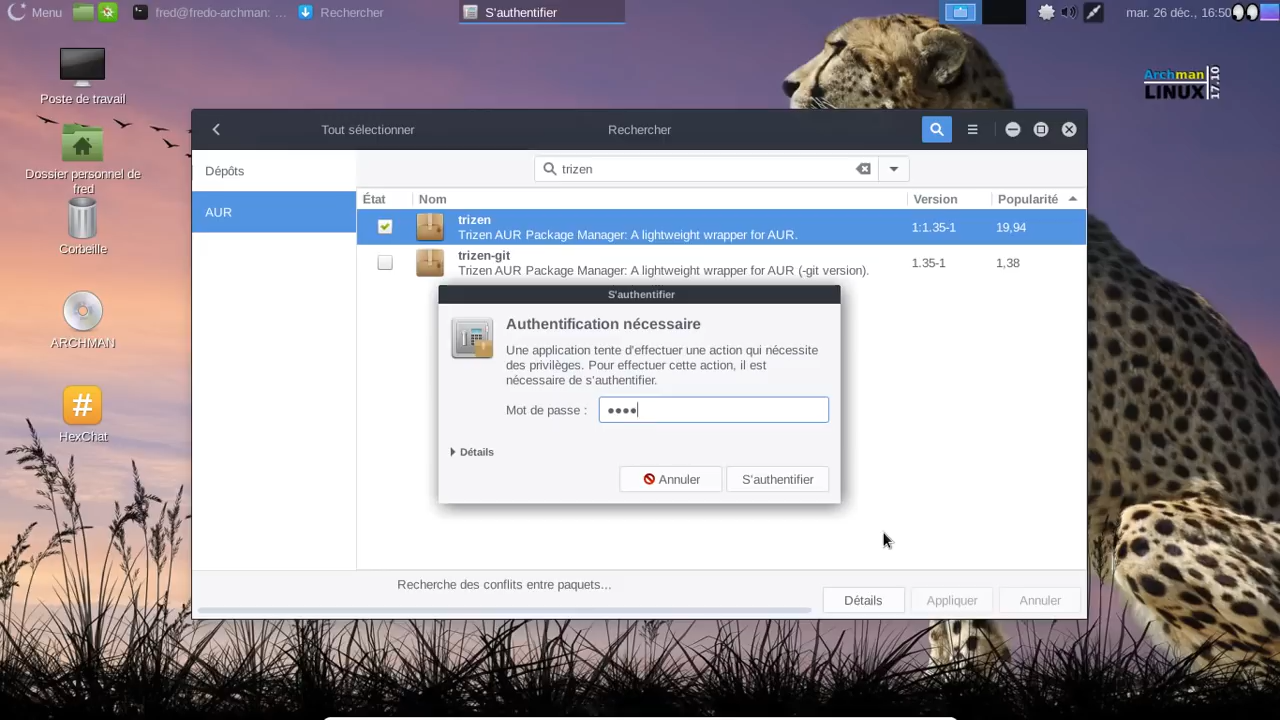 Menu
fred@fredo-archman: ...
Rechercher
S'authentifier
mar. 26 déc., 16:50
Poste de travail
Dossier personnel de
fred
Corbeille
ARCHMAN
HexChat
Archman
LINUX
17.10
Tout sélectionner
Rechercher
Dépôts
AUR
trizen
État
Nom
Version
Popularité
trizen
Trizen AUR Package Manager: A lightweight wrapper for AUR.
1:1.35-1
19,94
trizen-git
Trizen AUR Package Manager: A lightweight wrapper for AUR (-git version).
1.35-1
1,38
S'authentifier
Authentification nécessaire
Une application tente d'effectuer une action qui nécessite
des privilèges. Pour effectuer cette action, il est
nécessaire de s'authentifier.
Mot de passe : ●●●●
Détails
Annuler
S'authentifier
Recherche des conflits entre paquets...
Détails
Appliquer
Annuler